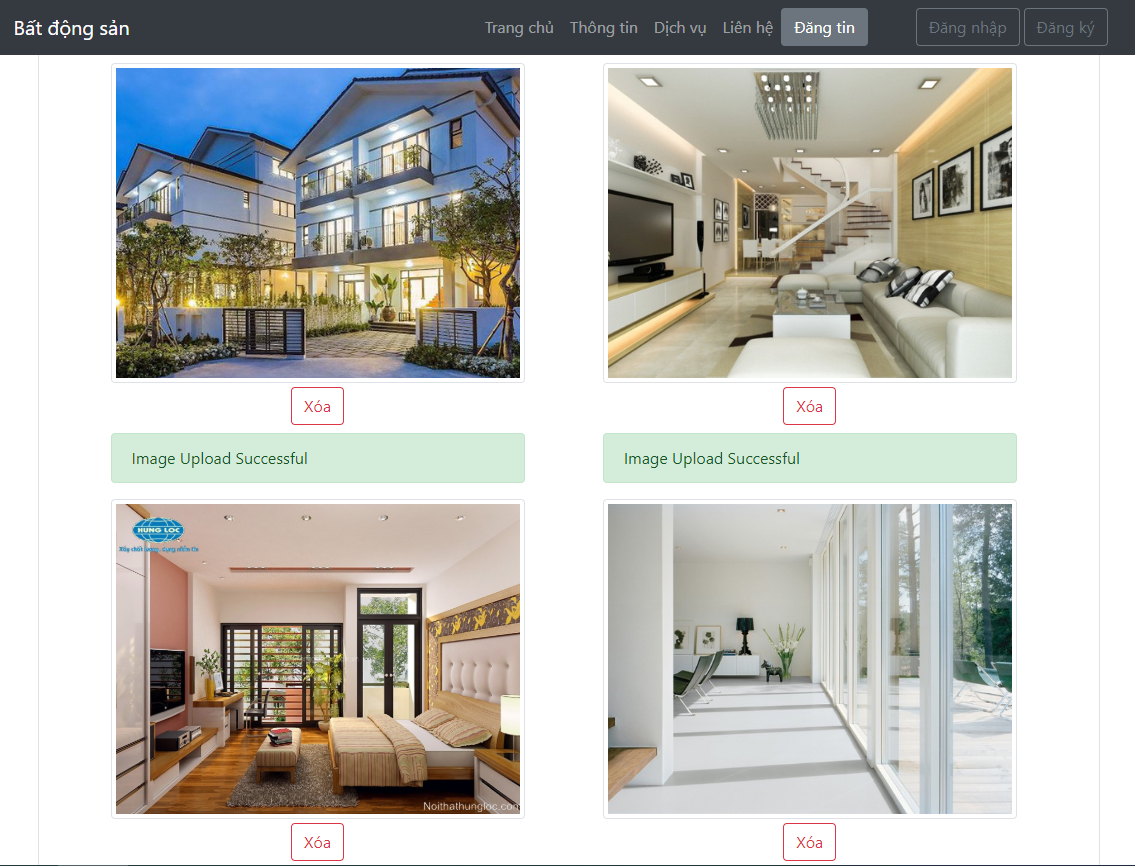 Bất động sản
Trang chủ Thông tin Dịch vụ Liên hệ Đăng tin Đăng nhập Đăng ký
Xóa Xóa
Image Upload Successful Image Upload Successful
HUNG LOC
Noithathungloc.com
Xóa Xóa